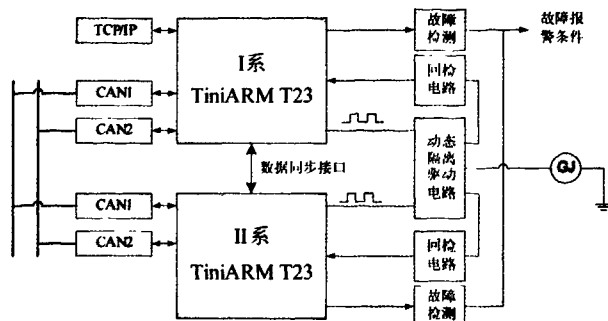 TCP/IP
I系
TiniARM T23
故障
检测
故障报
警条件
回检
电路
CAN1
CAN2
动态
隔离
驱动
电路
数据同步接口
GJ
CAN1
CAN2
II系
TiniARM T23
回检
电路
故障
检测